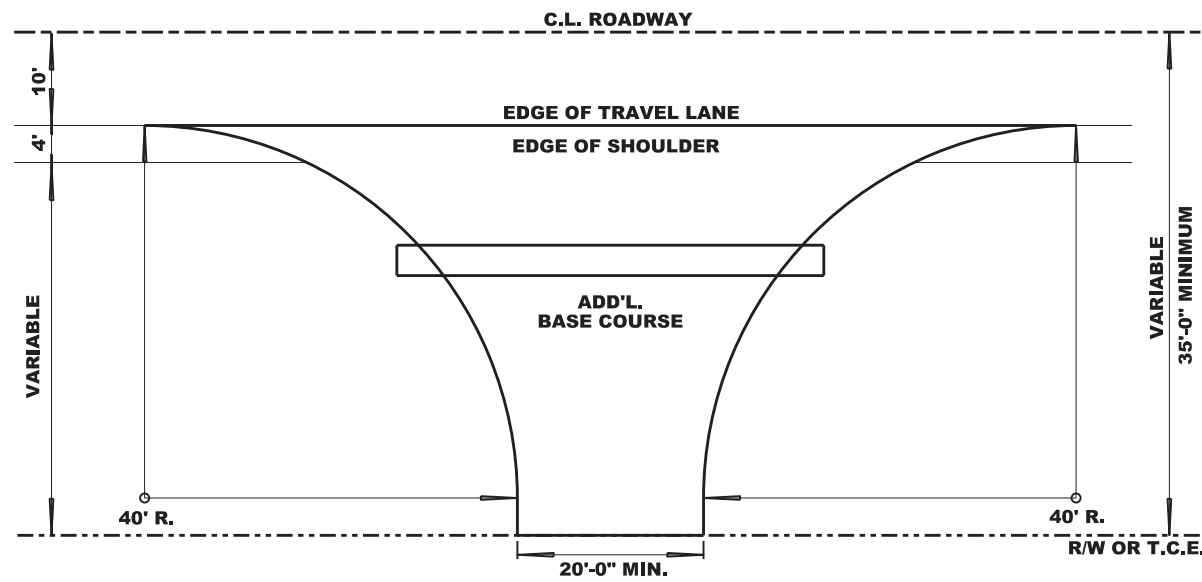 C.L. ROADWAY
10'
EDGE OF TRAVEL LANE
4'
EDGE OF SHOULDER
VARIABLE
VARIABLE
35'-0" MINIMUM
ADD'L.
BASE COURSE
40' R.
40' R.
R/W OR T.C.E.
20'-0" MIN.